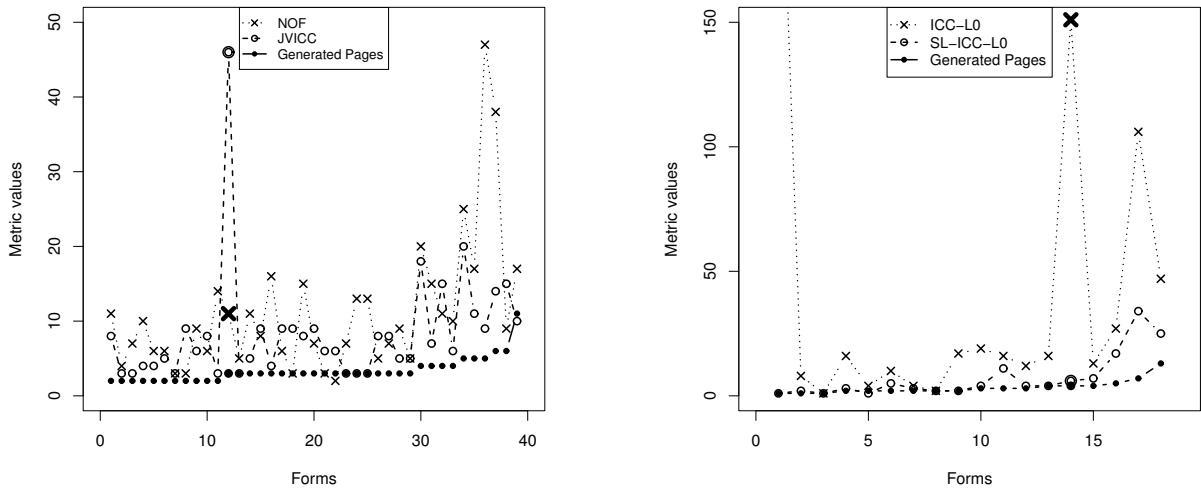 NOF
JVICC
Generated Pages
Metric values
50
40
30
20
10
0
0 10 20 30 40
Forms
ICC−L0
SL−ICC−L0
Generated Pages
Metric values
150
100
50
0
0 5 10 15
Forms